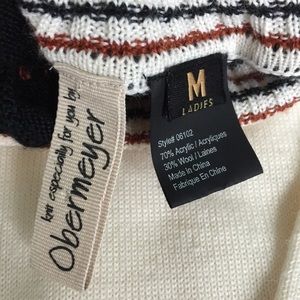 knit especially for you by
Obermeyer
M
LADIES
Style# 06102
70% Acrylic / Acryliques
30% Wool / Laines
Made In China
Fabrique En Chine